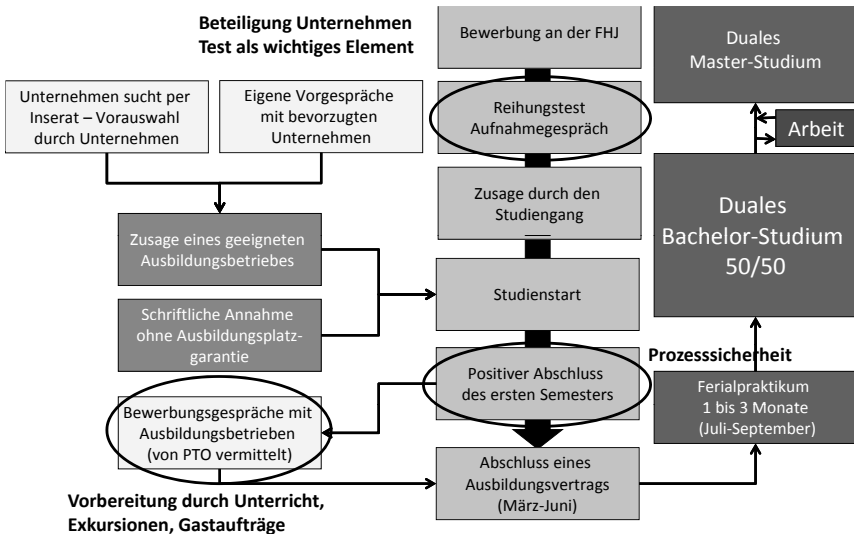 Beteiligung Unternehmen
Test als wichtiges Element
Unternehmen sucht per
Inserat – Vorauswahl
durch Unternehmen
Eigene Vorgespräche
mit bevorzugten
Unternehmen
Zusage eines geeigneten
Ausbildungsbetriebes
Schriftliche Annahme
ohne Ausbildungsplatz-
garantie
Bewerbungsgespräche mit
Ausbildungsbetrieben
(von PTO vermittelt)
Vorbereitung durch Unterricht,
Exkursionen, Gastaufträge
Bewerbung an der FHJ
Reihungstest
Aufnahmegespräch
Zusage durch den
Studiengang
Studienstart
Positiver Abschluss
des ersten Semesters
Abschluss eines
Ausbildungsvertrags
(März-Juni)
Duales
Master-Studium
Arbeit
Duales
Bachelor-Studium
50/50
Prozesssicherheit
Ferialpraktikum
1 bis 3 Monate
(Juli-September)